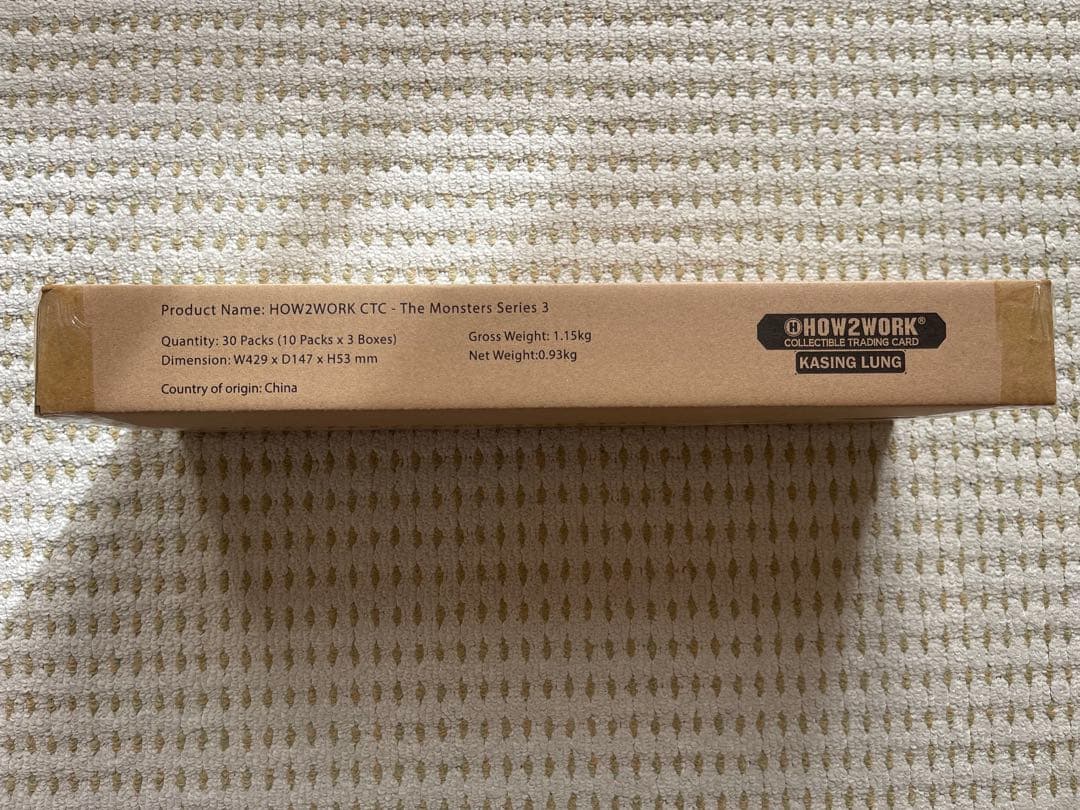 Product Name: HOW2WORK CTC - The Monsters Series 3
Quantity: 30 Packs (10 Packs x 3 Boxes)
Dimension: W429 x D147 x H53 mm
Country of origin: China
Gross Weight: 1.15kg
Net Weight:0.93kg
HOW2WORK®
COLLECTIBLE TRADING CARD
KASING LUNG